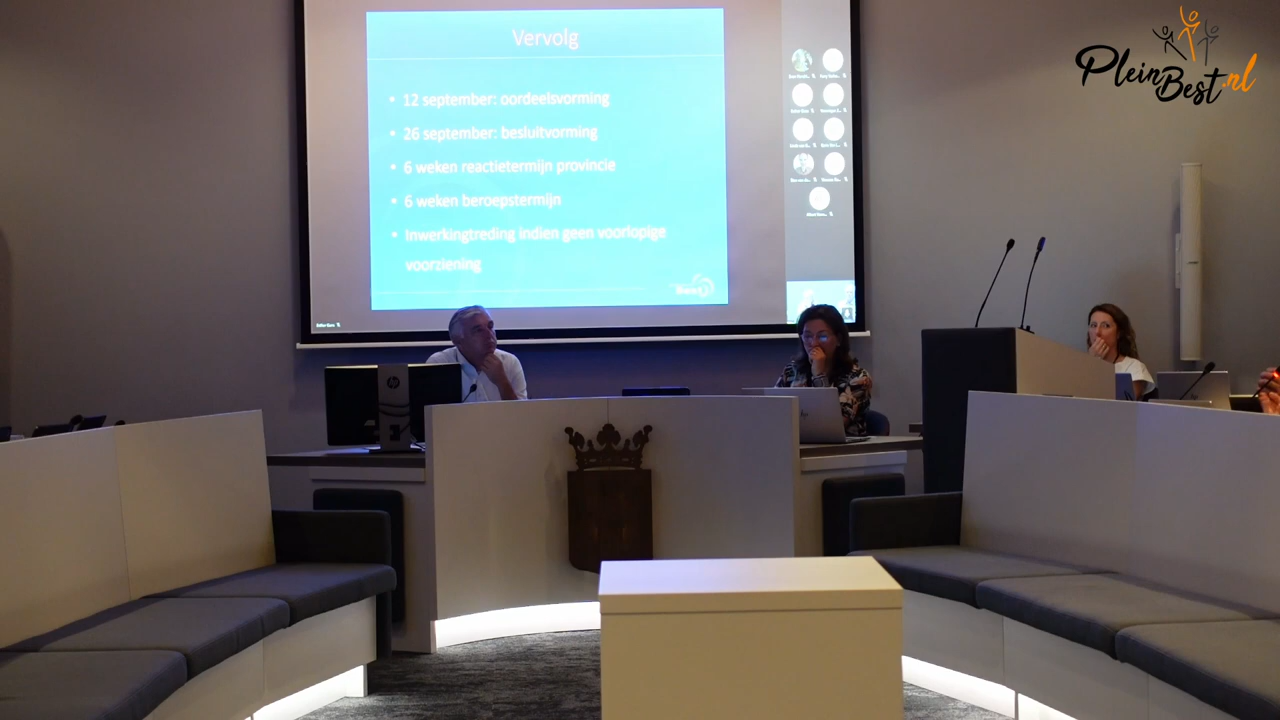 Vervolg
PleinBest.nl
• 12 september: oordeelsvorming
• 26 september: besluitvorming
• 6 weken reactietermijn provincie
• 6 weken beroepstermijn
• Inwerkingtreding indien geen voorlopige
voorziening
hp